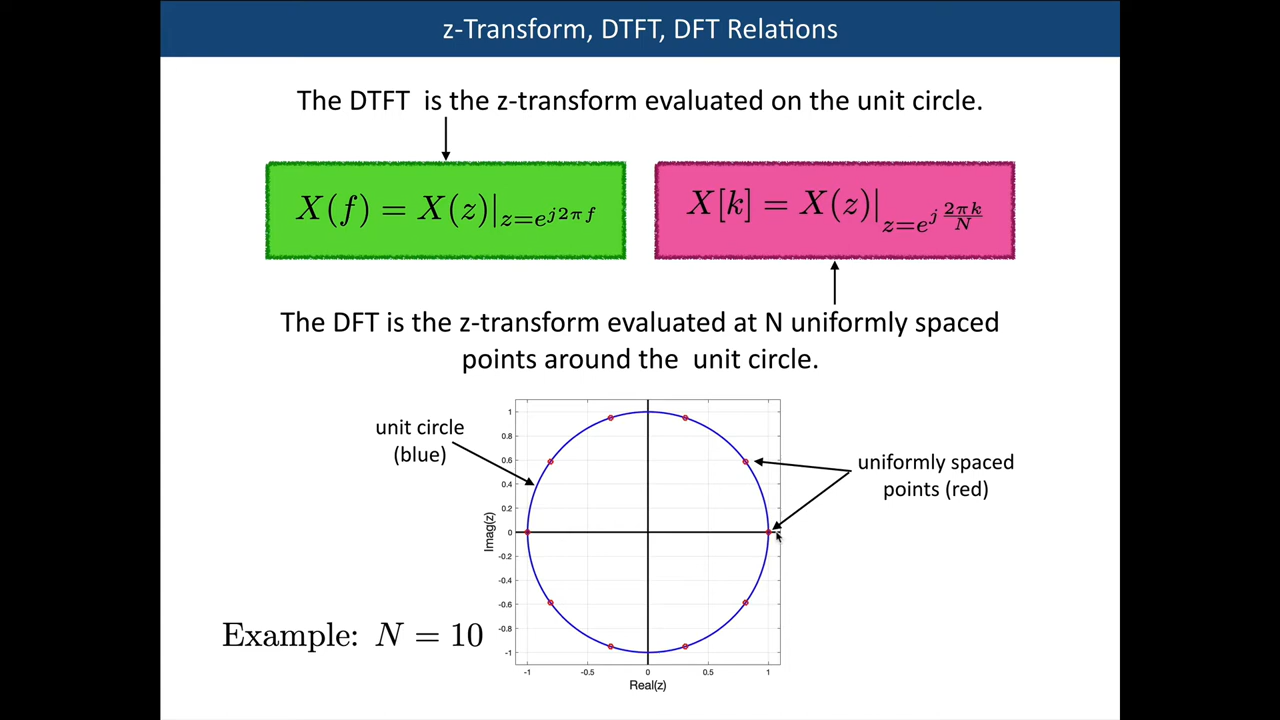 z-Transform, DTFT, DFT Relations
The DTFT is the z-transform evaluated on the unit circle.
X(f) = X(z)|_{z=e^{j2πf}}
X[k] = X(z)|_{z=e^{j\frac{2πk}{N}}}
The DFT is the z-transform evaluated at N uniformly spaced
points around the unit circle.
unit circle
(blue)
uniformly spaced
points (red)
1
0.8
0.6
0.4
0.2
0
-0.2
-0.4
-0.6
-0.8
-1
Imag(z)
-1 -0.5 0 0.5 1
Real(z)
Example: N = 10